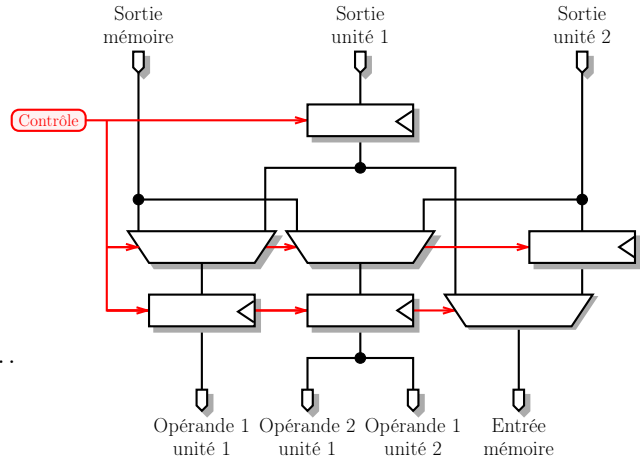 Sortie
mémoire
Sortie
unité 1
Sortie
unité 2
Contrôle
..
Opérande 1
unité 1
Opérande 2
unité 1
Opérande 1
unité 2
Entrée
mémoire